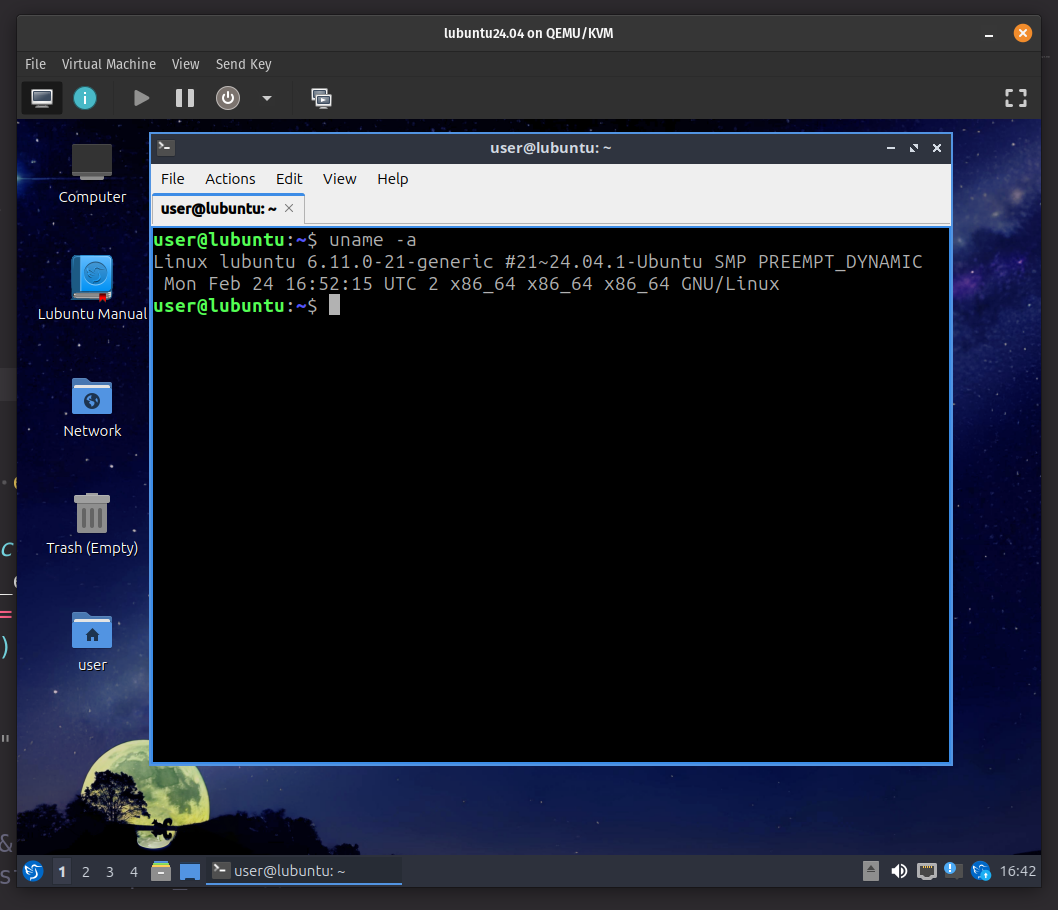 lubuntu24.04 on QEMU/KVM
File Virtual Machine View Send Key
user@lubuntu: ~
File Actions Edit View Help
user@lubuntu: ~
user@lubuntu:~$ uname -a
Linux lubuntu 6.11.0-21-generic #21~24.04.1-Ubuntu SMP PREEMPT_DYNAMIC
Mon Feb 24 16:52:15 UTC 2 x86_64 x86_64 x86_64 GNU/Linux
user@lubuntu:~$
Computer
Lubuntu Manual
Network
Trash (Empty)
user
1 2 3 4 user@lubuntu: ~ 16:42